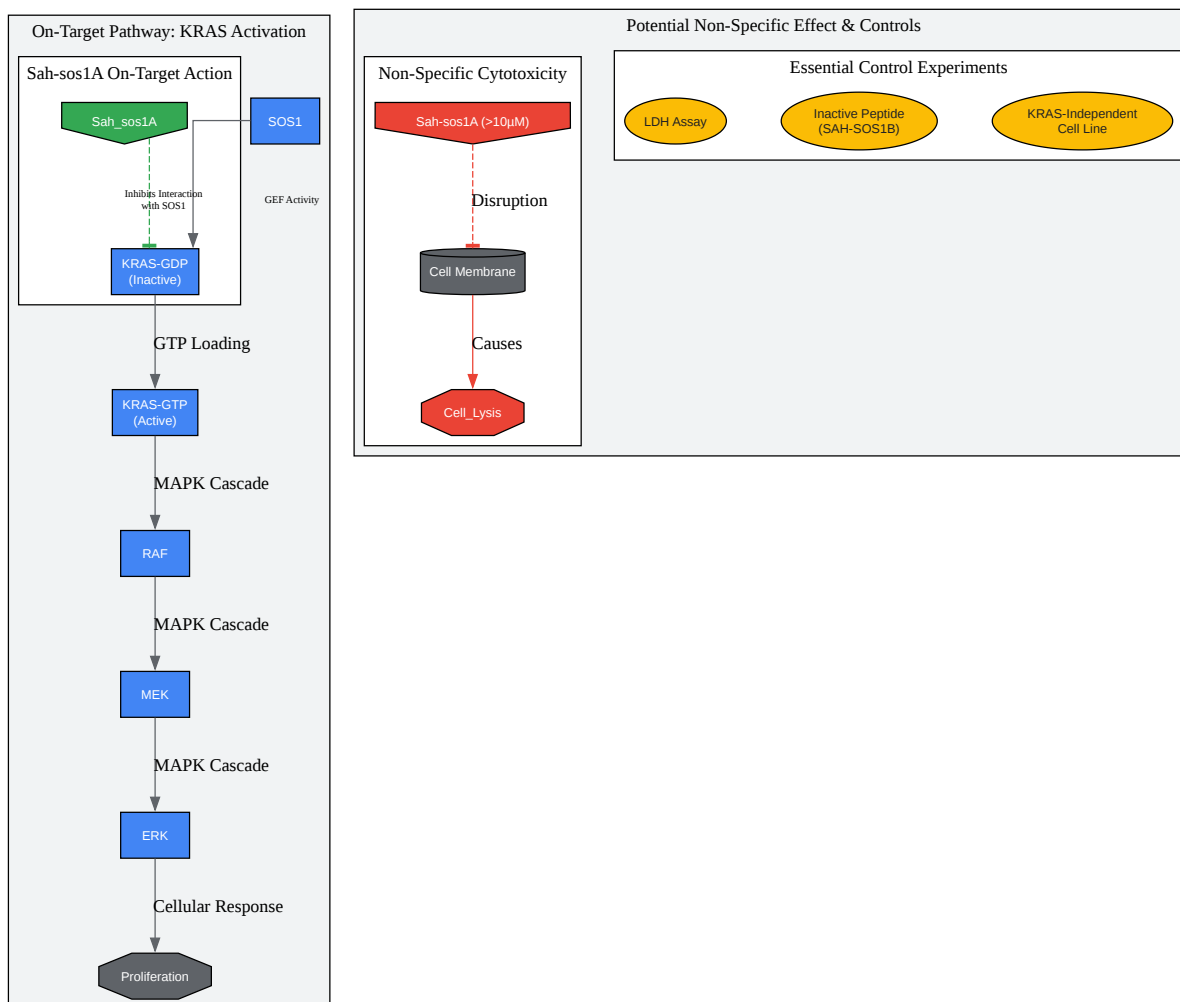 On-Target Pathway: KRAS Activation
Sah-sos1A On-Target Action
Sah_sos1A
SOS1
Inhibits Interaction
with SOS1
GEF Activity
KRAS-GDP
(Inactive)
GTP Loading
KRAS-GTP
(Active)
MAPK Cascade
RAF
MAPK Cascade
MEK
MAPK Cascade
ERK
Cellular Response
Proliferation
Potential Non-Specific Effect & Controls
Non-Specific Cytotoxicity
Sah-sos1A (>10μM)
Disruption
Cell Membrane
Causes
Cell_Lysis
Essential Control Experiments
LDH Assay
Inactive Peptide
(SAH-SOS1B)
KRAS-Independent
Cell Line